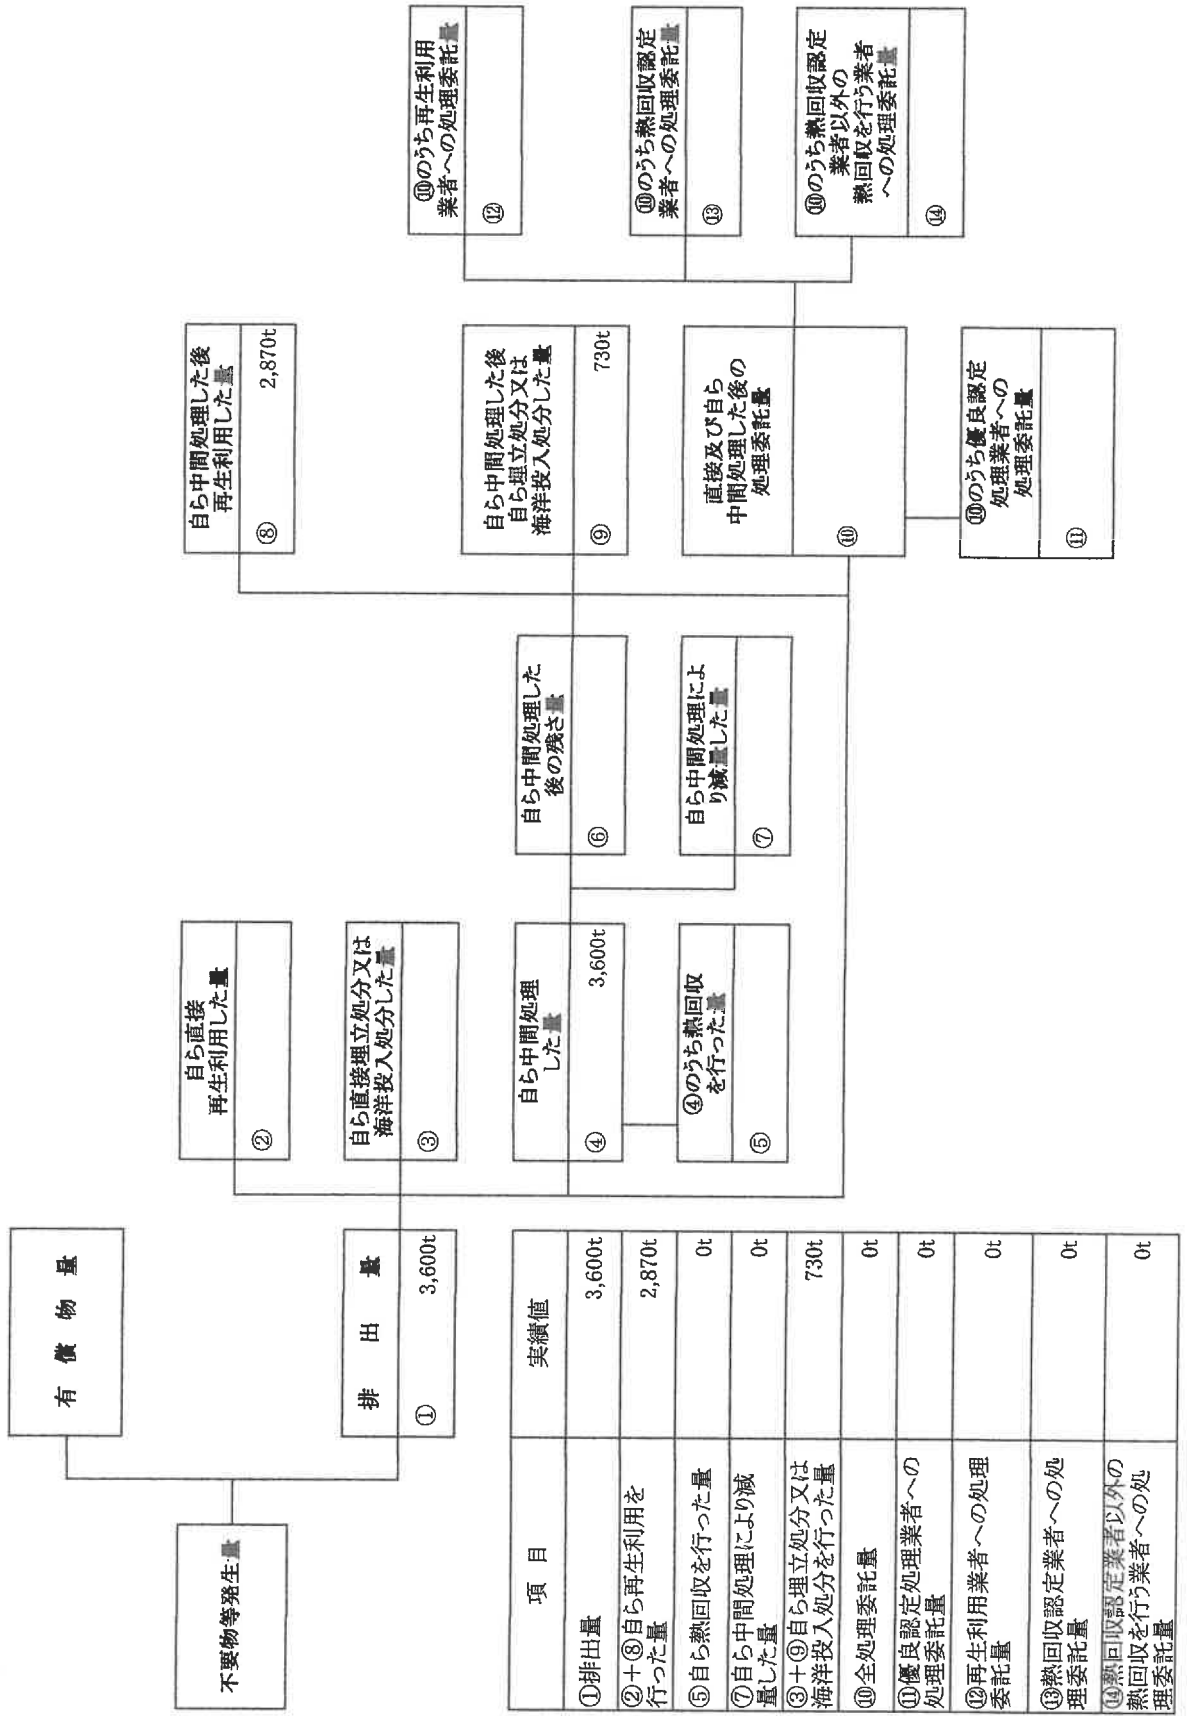 不要物等発生量
有償物量
排出量
① 3,600t
自ら直接
再生利用した量
②
自ら直接埋立処分又は
海洋投入処分した量
③
自ら中間処理
した量
④ 3,600t
④のうち熱回収
を行った量
⑤
自ら中間処理した
後の残さ量
⑥
自ら中間処理によ
り減量した量
⑦
自ら中間処理した後
再生利用した量
⑧ 2,870t
自ら中間処理した後
自ら埋立処分又は
海洋投入処分した量
⑨ 730t
直接及び自ら
中間処理した後の
処理委託量
⑩
⑩のうち優良認定
処理業者への
処理委託量
⑪
⑩のうち再生利用
業者への処理委託量
⑫
⑩のうち熱回収認定
業者への処理委託量
⑬
⑩のうち熱回収認定
業者以外の
熱回収を行う業者
への処理委託量
⑭
項目 実績値
①排出量 3,600t
②+⑧自ら再生利用を
行った量 2,870t
⑤自ら熱回収を行った量 0t
⑦自ら中間処理により減
量した量 0t
③+⑨自ら埋立処分又は
海洋投入処分を行った量 730t
⑩全処理委託量 0t
⑪優良認定処理業者への
処理委託量 0t
⑫再生利用業者への処理
委託量 0t
⑬熱回収認定業者への処
理委託量 0t
⑭熱回収認定業者以外の
熱回収を行う業者への処
理委託量 0t